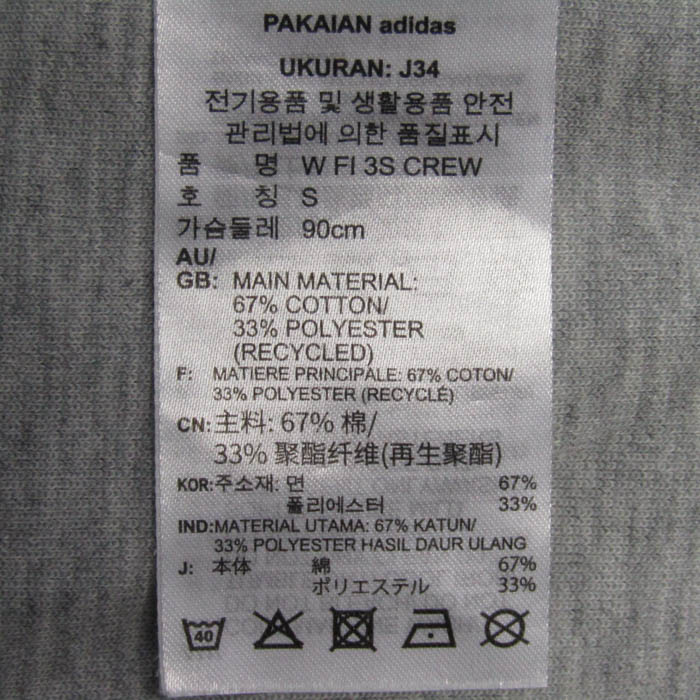 PAKAIAN adidas
UKURAN: J34
전기용품 및 생활용품 안전
관리법에 의한 품질표시
품 명 W FI 3S CREW
호 칭 S
가슴둘레 90cm
AU/
GB: MAIN MATERIAL:
67% COTTON/
33% POLYESTER
(RECYCLED)
F: MATIERE PRINCIPALE: 67% COTON/
33% POLYESTER (RECYCLÉ)
CN: 主料: 67% 棉/
33% 聚酯纤维(再生聚酯)
KOR: 주소재: 면 67%
폴리에스터 33%
IND: MATERIAL UTAMA: 67% KATUN/
33% POLYESTER HASIL DAUR ULANG
J: 本体 綿 67%
ポリエステル 33%
40